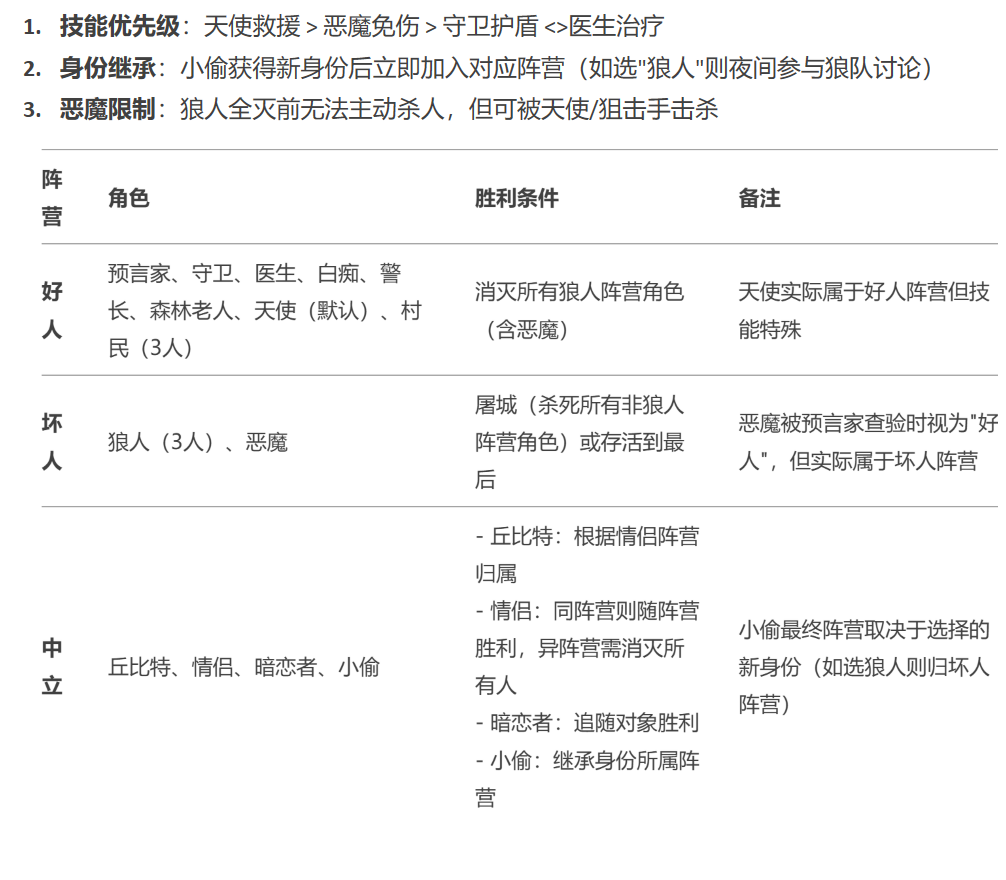 1. 技能优先级：天使救援 > 恶魔免伤 > 守卫护盾 <>医生治疗
2. 身份继承：小偷获得新身份后立即加入对应阵营（如选"狼人"则夜间参与狼队讨论）
3. 恶魔限制：狼人全灭前无法主动杀人，但可被天使/狙击手击杀
阵
营
角色
胜利条件
备注
好
人
预言家、守卫、医生、白痴、警
长、森林老人、天使（默认）、村
民（3人）
消灭所有狼人阵营角色
（含恶魔）
天使实际属于好人阵营但技
能特殊
坏
人
狼人（3人）、恶魔
屠城（杀死所有非狼人
阵营角色）或存活到最
后
恶魔被预言家查验时视为"好
人"，但实际属于坏人阵营
中
立
丘比特、情侣、暗恋者、小偷
- 丘比特：根据情侣阵营
归属
- 情侣：同阵营则随阵营
胜利，异阵营需消灭所
有人
- 暗恋者：追随对象胜利
- 小偷：继承身份所属阵
营
小偷最终阵营取决于选择的
新身份（如选狼人则归坏人
阵营）